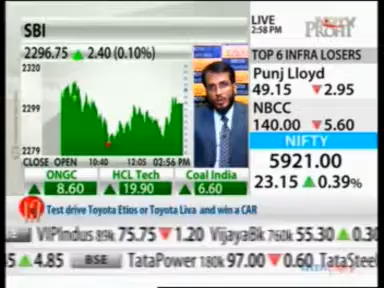 SBI
2296.75 ▲ 2.40 (0.10%)
2320
2279
CLOSE OPEN 10:40 12:05 02:56 PM
ONGC HCL Tech Coal India
▲ 8.60 ▲ 19.90 ▲ 6.60
LIVE
2:58 PM
NDTV
PROFIT
TOP 6 INFRA LOSERS
Punj Lloyd
49.15 ▼ 2.95
NBCC
140.00 ▼ 5.60
NIFTY
5921.00
23.15 ▲ 0.39%
Test drive Toyota Etios or Toyota Liva and win a CAR
VIPIndus 89k 75.75 ▼ 1.20 VijayaBk 760k 55.30 ▲ 0.3
5 ▲ 4.85 BSE TataPower 180k 97.00 ▼ 0.60 TataSteel